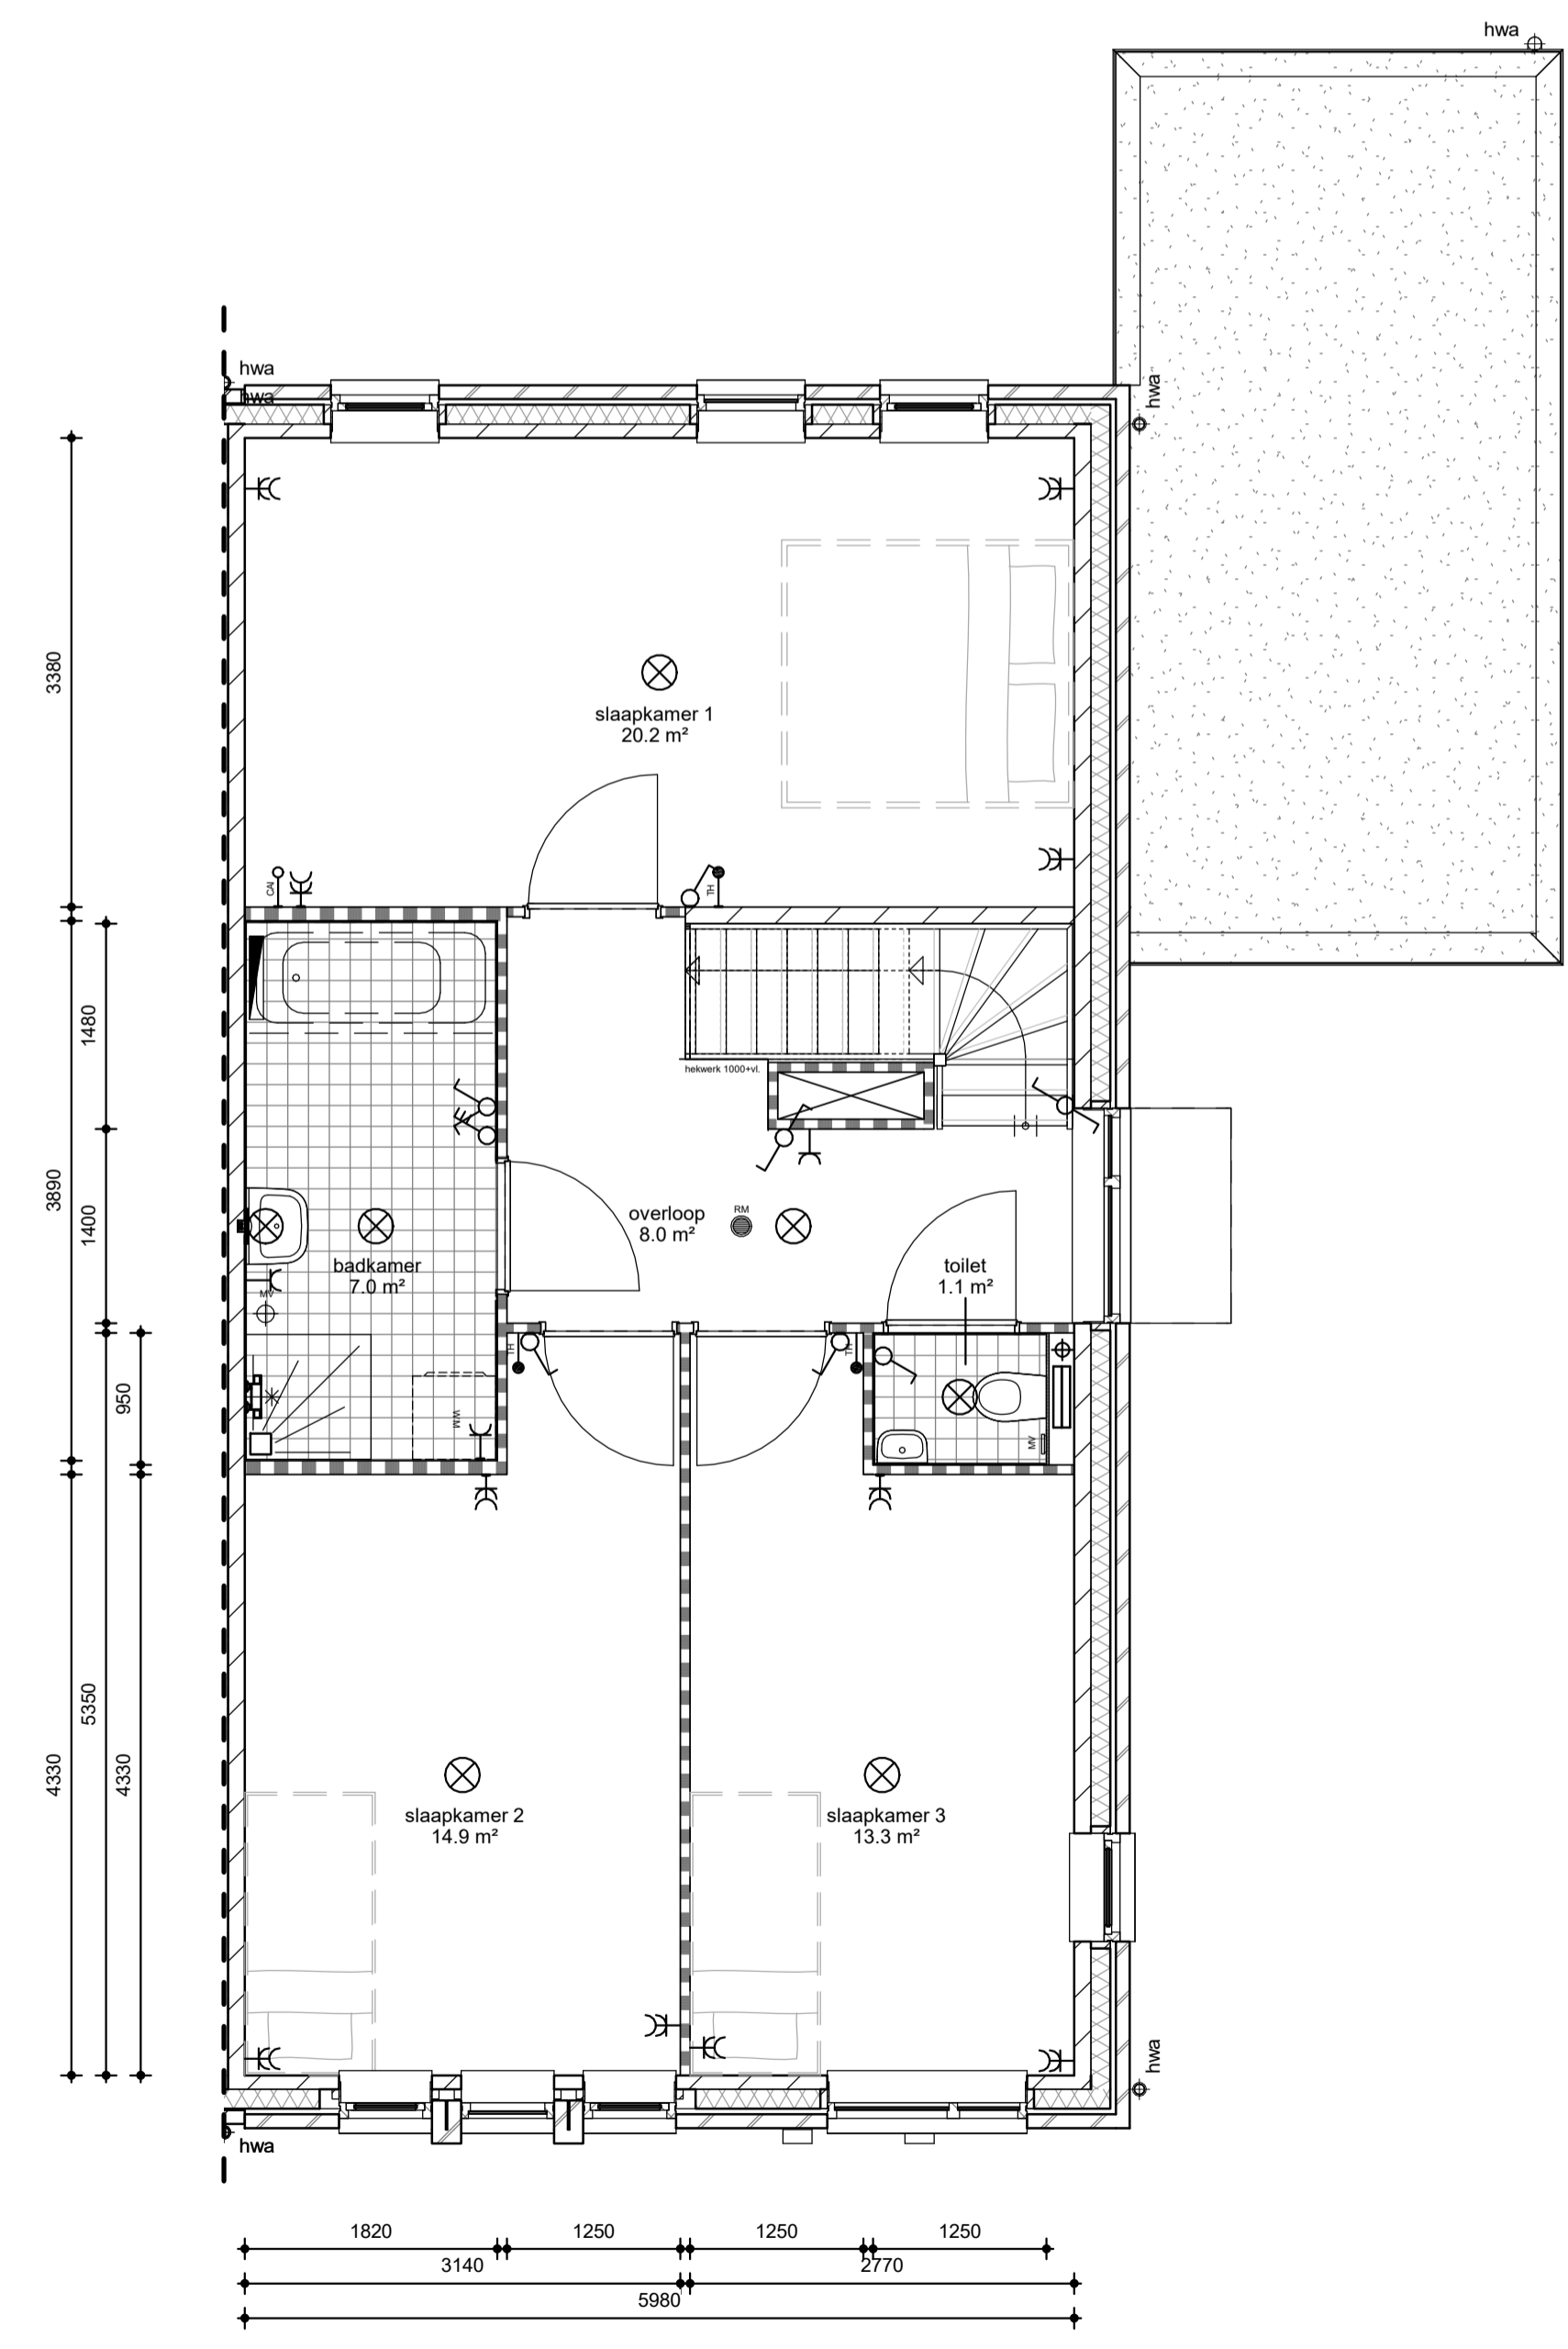 hwa
hwa
hwa
hwa
3380
slaapkamer 1
20.2 m²
CAI
TH
1480
hekwerk 1000+vl.
3890
1400
overloop
8.0 m²
RM
badkamer
7.0 m²
toilet
1.1 m²
MV
TH
TH
950
WM
MV
5350
4330
4330
slaapkamer 2
14.9 m²
slaapkamer 3
13.3 m²
hwa
hwa
1820
1250
1250
1250
3140
2770
5980